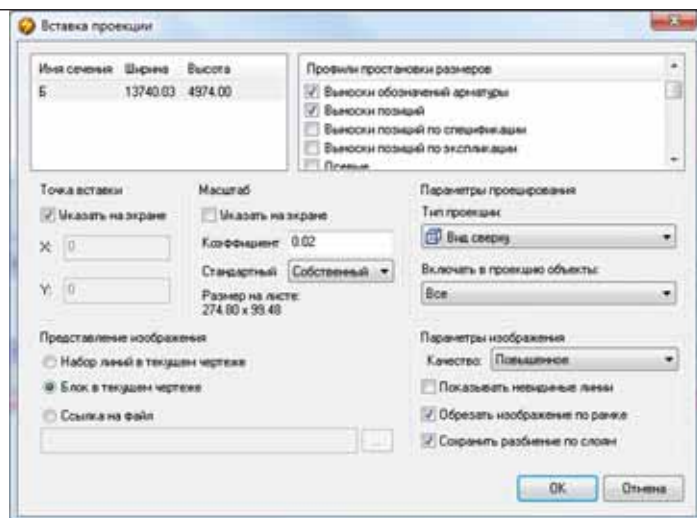 Вставка проекции
Имя сечения Ширина Высота
Б 13740.03 4974.00
Профили простановки размеров
Выноски обозначений арматуры
Выноски позиций
Выноски позиций по спецификации
Выноски позиций по экспликации
Осевые
Точка вставки
Указать на экране
X: 0
Y: 0
Масштаб
Указать на экране
Коэффициент 0.02
Стандартный Собственный
Размер на листе:
274.80 x 99.48
Параметры проецирования
Тип проекции:
Вид сверху
Включать в проекцию объекты:
Все
Представление изображения
Набор линий в текущем чертеже
Блок в текущем чертеже
Ссылка на файл
...
Параметры изображения
Качество: Повышенное
Показывать невидимые линии
Обрезать изображение по рамке
Сохранить разбиение по слоям
OK Отмена